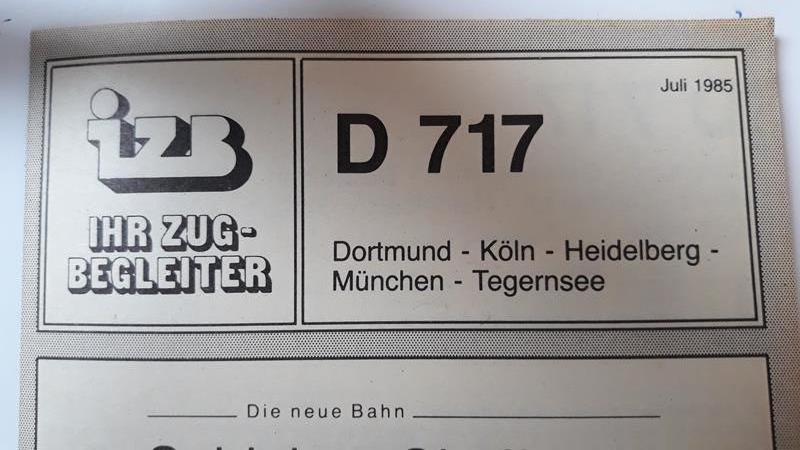 izB
IHR ZUG-
BEGLEITER
Juli 1985
D 717
Dortmund - Köln - Heidelberg -
München - Tegernsee
Die neue Bahn